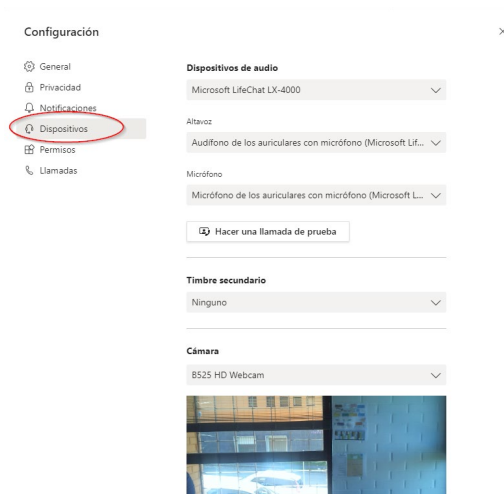 Configuración
General
Privacidad
Notificaciones
Dispositivos
Permisos
Llamadas
Dispositivos de audio
Microsoft LifeChat LX-4000
Altavoz
Audífono de los auriculares con micrófono (Microsoft Lif...
Micrófono
Micrófono de los auriculares con micrófono (Microsoft L...
Hacer una llamada de prueba
Timbre secundario
Ninguno
Cámara
B525 HD Webcam